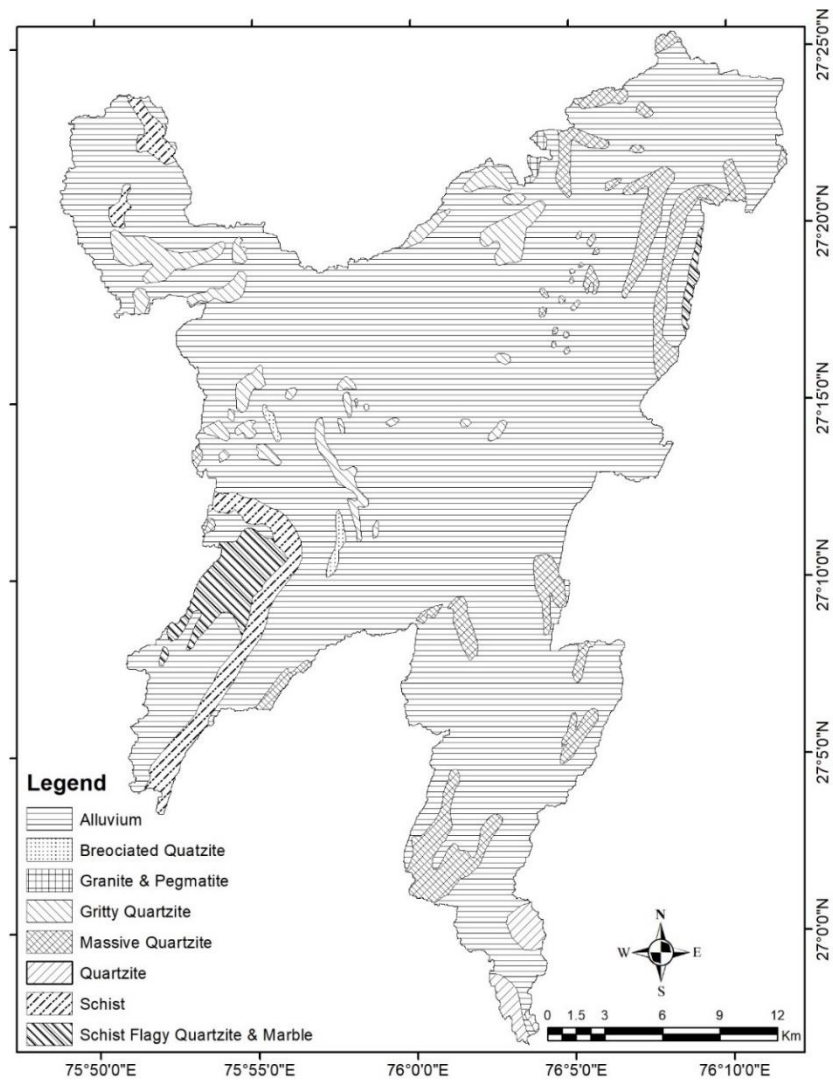 27°25'0"N
27°20'0"N
27°15'0"N
27°10'0"N
27°5'0"N
27°0'0"N
Legend
Alluvium
Breociated Quatzite
Granite & Pegmatite
Gritty Quartzite
Massive Quartzite
Quartzite
Schist
Schist Flagy Quartzite & Marble
N
W E
S
0 1.5 3 6 9 12
Km
75°50'0"E 75°55'0"E 76°0'0"E 76°5'0"E 76°10'0"E